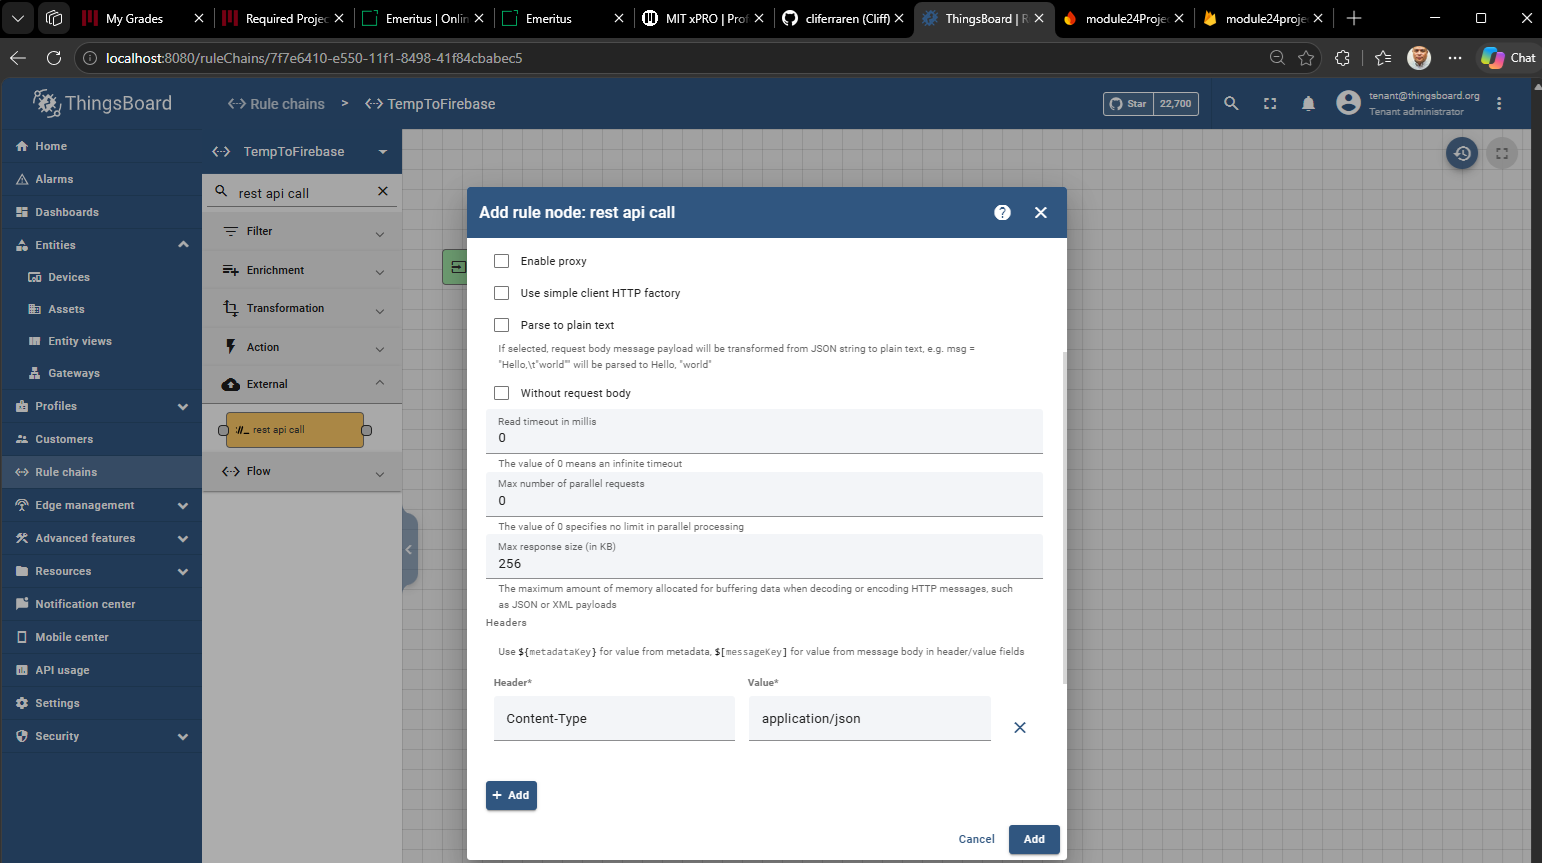 My Grades
Required Projec
Emeritus | Onlin
Emeritus
MIT xPRO | Prof
cliferraren (Cliff)
ThingsBoard | R
module24Projec
module24projec
localhost:8080/ruleChains/7f7e6410-e550-11f1-8498-41f84cbabec5
Chat
ThingsBoard
Rule chains > TempToFirebase
Star 22,700
tenant@thingsboard.org
Tenant administrator
Home
Alarms
Dashboards
Entities
Devices
Assets
Entity views
Gateways
Profiles
Customers
Rule chains
Edge management
Advanced features
Resources
Notification center
Mobile center
API usage
Settings
Security
TempToFirebase
rest api call
Filter
Enrichment
Transformation
Action
External
rest api call
Flow
Add rule node: rest api call
Enable proxy
Use simple client HTTP factory
Parse to plain text
If selected, request body message payload will be transformed from JSON string to plain text, e.g. msg =
"Hello,\t"world"" will be parsed to Hello, "world"
Without request body
Read timeout in millis
0
The value of 0 means an infinite timeout
Max number of parallel requests
0
The value of 0 specifies no limit in parallel processing
Max response size (in KB)
256
The maximum amount of memory allocated for buffering data when decoding or encoding HTTP messages, such
as JSON or XML payloads
Headers
Use ${metadataKey} for value from metadata, $[messageKey] for value from message body in header/value fields
Header* Value*
Content-Type application/json
+ Add
Cancel Add